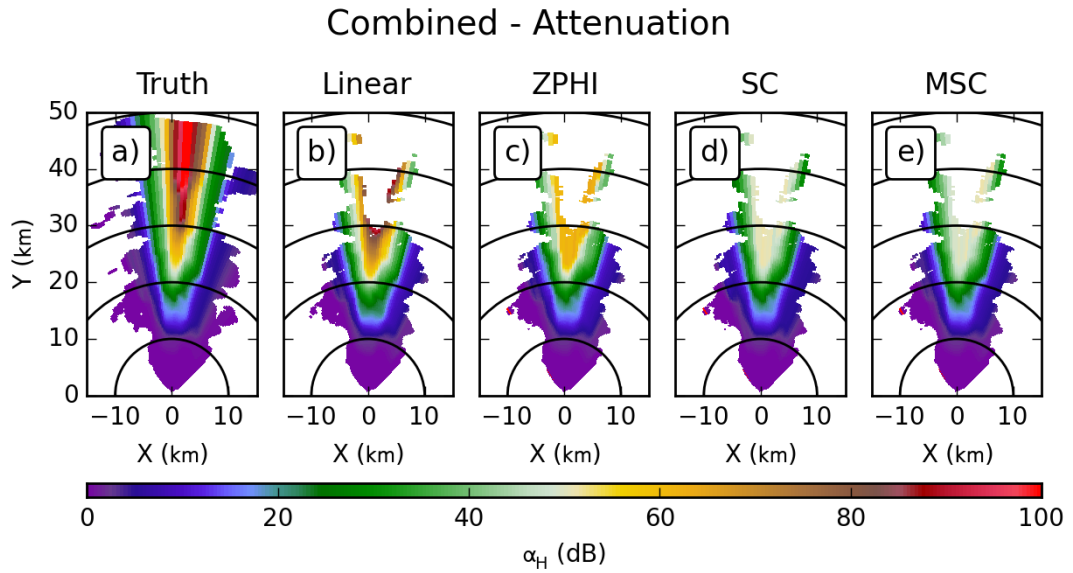 Combined - Attenuation
Truth Linear ZPHI SC MSC
a) b) c) d) e)
50
40
30
20
10
0
Y (km)
−10 0 10 −10 0 10 −10 0 10 −10 0 10 −10 0 10
X (km) X (km) X (km) X (km) X (km)
0 20 40 60 80 100
α_H (dB)